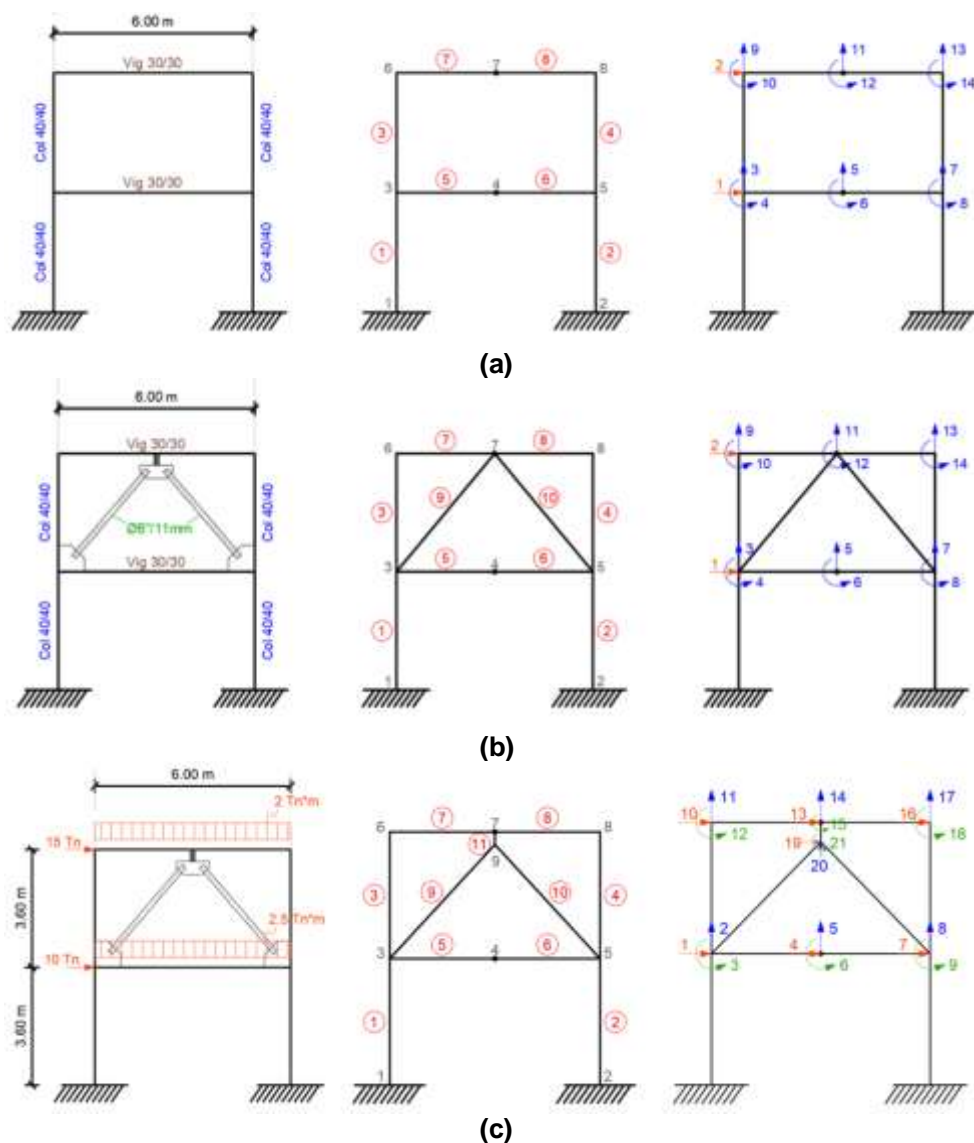 6.00 m
Vig 30/30
Col 40/40
Col 40/40
Vig 30/30
Col 40/40
Col 40/40
6 7 7 8 8
3 4
3 5 4 6 5
1 2
1 2
9 11 13
2 10 12 14
3 5 7
1 4 6 8
(a)
6.00 m
Vig 30/30
Col 40/40
Col 40/40
Ø8"/11mm
Vig 30/30
Col 40/40
Col 40/40
6 7 7 8 8
3 9 10 4
3 5 4 6 5
1 2
1 2
9 11 13
2 10 12 14
3 5 7
1 4 6 8
(b)
6.00 m
2 Tn*m
15 Tn
3.60 m
2.5 Tn*m
10 Tn
3.60 m
6 7 7 8 8
11
9
3 9 10 4
3 5 4 6 5
1 2
1 2
11 14 17
10 12 13 15 16 18
19 21
20
2 5 8
1 3 4 6 7 9
(c)